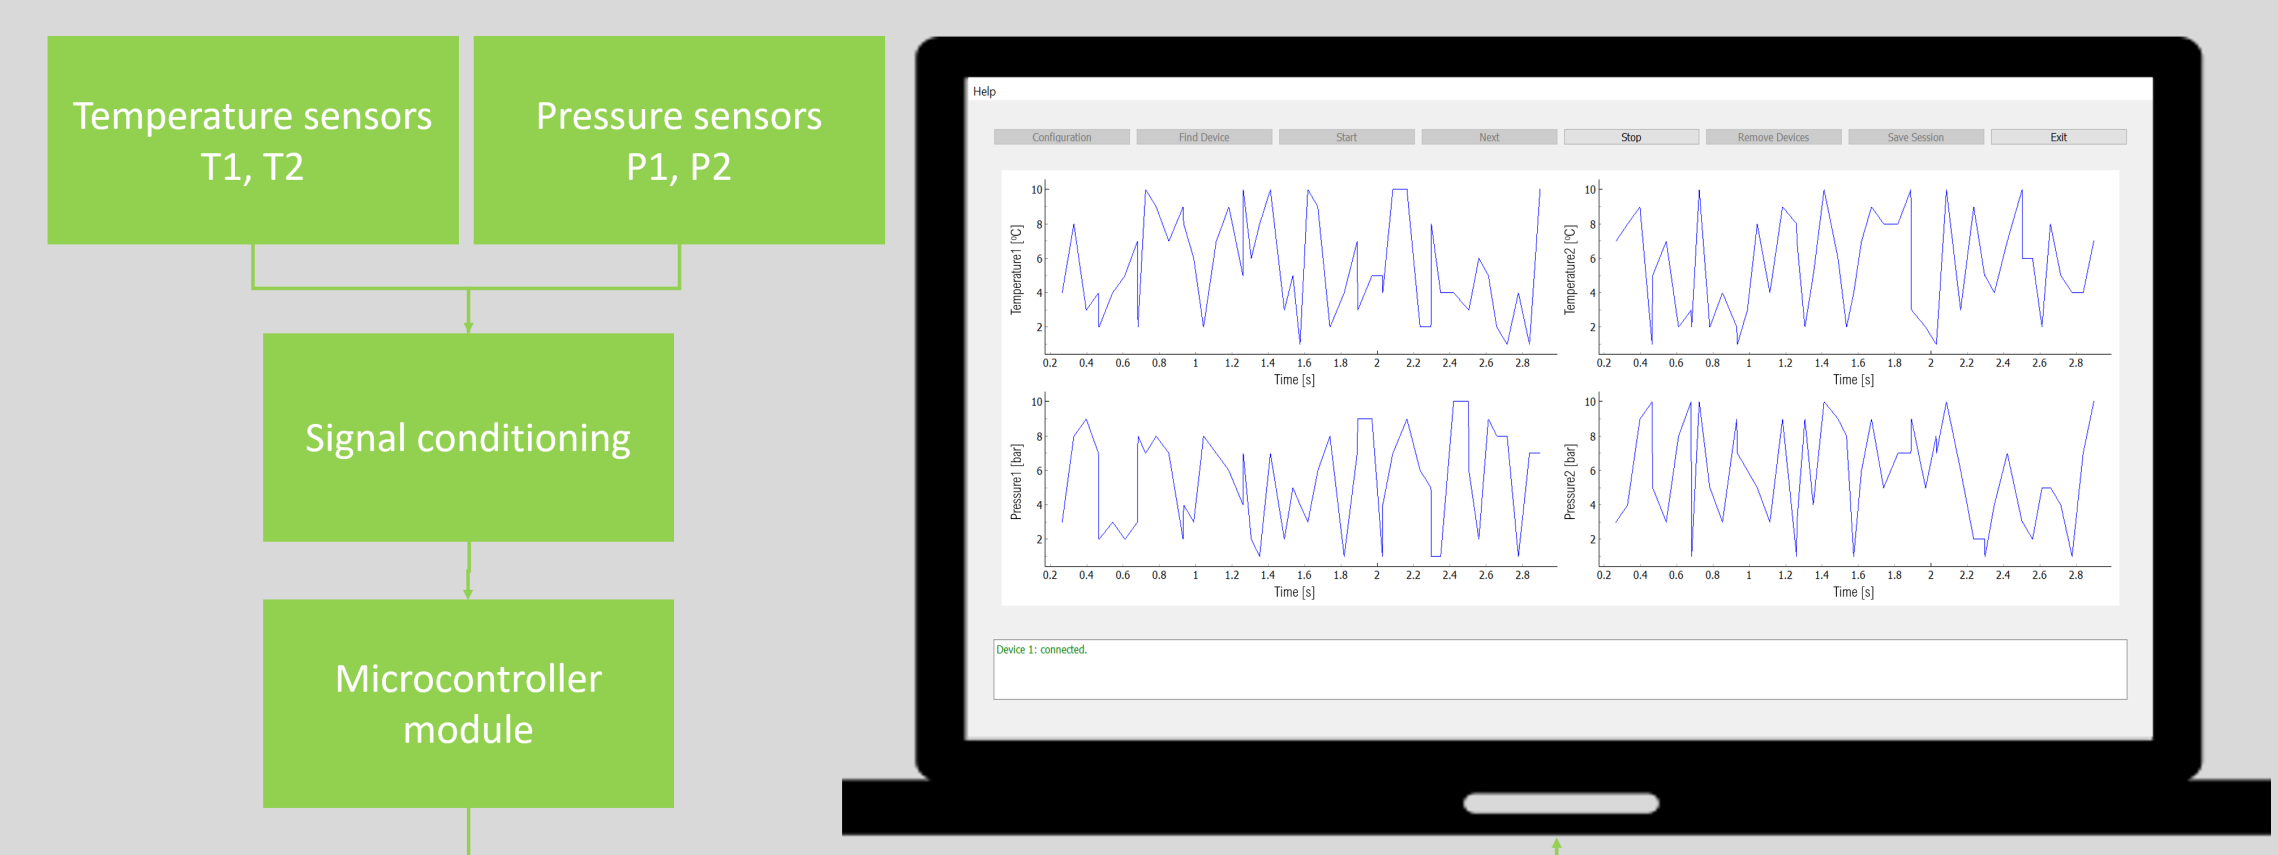 Temperature sensors
T1, T2
Pressure sensors
P1, P2
Signal conditioning
Microcontroller
module
Help
Configuration
Find Device
Start
Next
Stop
Remove Devices
Save Session
Exit
Temperature1 [ºC]
10
8
6
4
2
0.2 0.4 0.6 0.8 1 1.2 1.4 1.6 1.8 2 2.2 2.4 2.6 2.8
Time [s]
Temperature2 [ºC]
10
8
6
4
2
0.2 0.4 0.6 0.8 1 1.2 1.4 1.6 1.8 2 2.2 2.4 2.6 2.8
Time [s]
Pressure1 [bar]
10
8
6
4
2
0.2 0.4 0.6 0.8 1 1.2 1.4 1.6 1.8 2 2.2 2.4 2.6 2.8
Time [s]
Pressure2 [bar]
10
8
6
4
2
0.2 0.4 0.6 0.8 1 1.2 1.4 1.6 1.8 2 2.2 2.4 2.6 2.8
Time [s]
Device 1: connected.